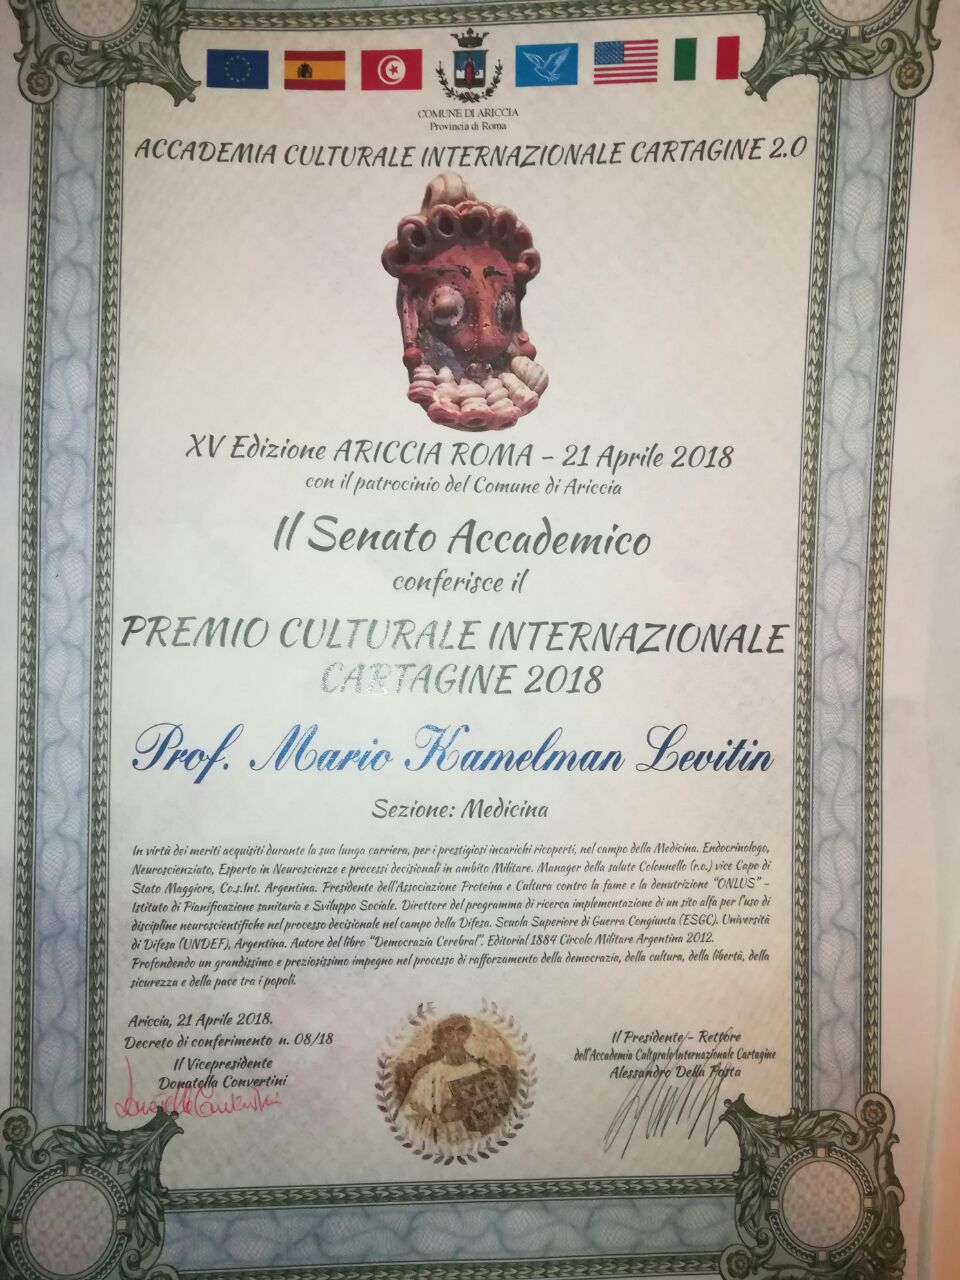 COMUNE DI ARICCIA
Provincia di Roma
ACCADEMIA CULTURALE INTERNAZIONALE CARTAGINE 2.0
XV Edizione ARICCIA ROMA - 21 Aprile 2018
con il patrocinio del Comune di Ariccia
Il Senato Accademico
conferisce il
PREMIO CULTURALE INTERNAZIONALE
CARTAGINE 2018
Prof. Mario Kamelman Levitin
Sezione: Medicina
In virtù dei meriti acquisiti durante la sua lunga carriera, per i prestigiosi incarichi ricoperti, nel campo della Medicina. Endocrinologo,
Neuroscienziato, Esperto in Neuroscienze e processi decisionali in ambito Militare. Manager della salute Colonnello (r.o.) vice Capo di
Stato Maggiore, Co.s.Int. Argentina. Presidente dell'Associazione Proteina e Cultura contro la fame e la denutrizione "ONLUS" -
Istituto di Pianificazione sanitaria e Sviluppo Sociale. Direttore del programma di ricerca implementazione di un sito alfa per l'uso di
discipline neuroscientifiche nel processo decisionale nel campo della Difesa. Scuola Superiore di Guerra Congiunta (ESGC). Università
di Difesa (UNDEF), Argentina. Autore del libro "Democrazia Cerebral". Editorial 1884 Circolo Militare Argentina 2012.
Profondendo un grandissimo e preziosissimo impegno nel processo di rafforzamento della democrazia, della cultura, della libertà, della
sicurezza e della pace tra i popoli.
Ariccia, 21 Aprile 2018.
Decreto di conferimento n. 08/18
Il Vicepresidente
Donatella Convertini
Donatella Convertini
Il Presidente - Rettore
dell'Accademia Culturale Internazionale Cartagine
Alessandro Della Posta